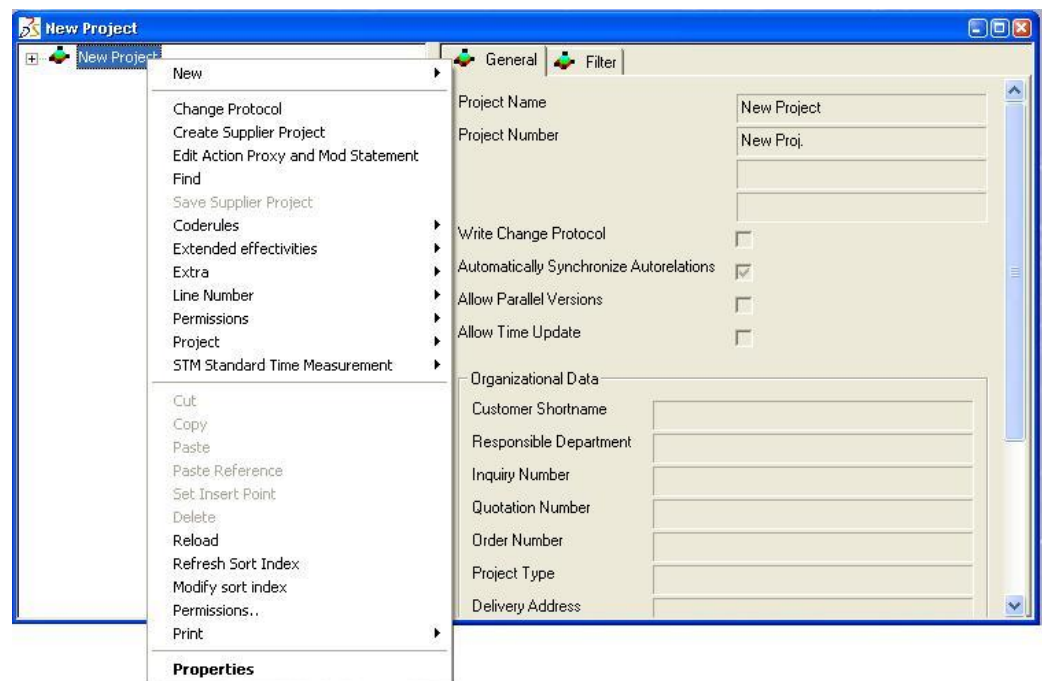 New Project
New Project
New
Change Protocol
Create Supplier Project
Edit Action Proxy and Mod Statement
Find
Save Supplier Project
Coderules
Extended effectivities
Extra
Line Number
Permissions
Project
STM Standard Time Measurement
Cut
Copy
Paste
Paste Reference
Set Insert Point
Delete
Reload
Refresh Sort Index
Modify sort index
Permissions..
Print
Properties
General Filter
Project Name New Project
Project Number New Proj.
Write Change Protocol
Automatically Synchronize Autorelations
Allow Parallel Versions
Allow Time Update
Organizational Data
Customer Shortname
Responsible Department
Inquiry Number
Quotation Number
Order Number
Project Type
Delivery Address